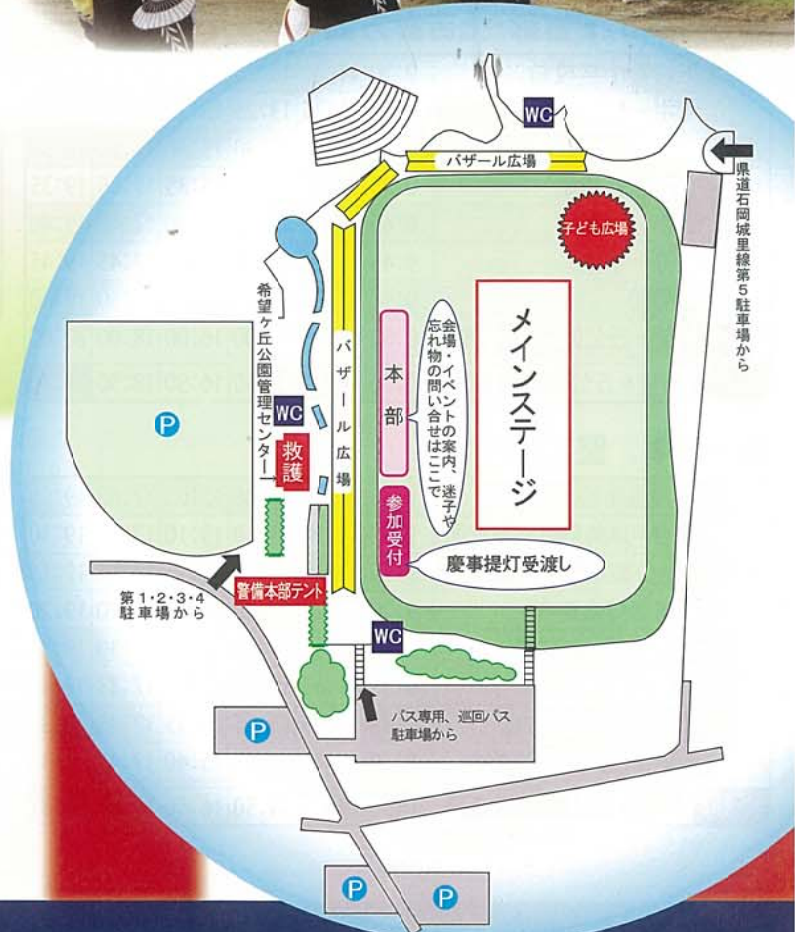 WC
バザール広場
県道石岡城里線第5駐車場から
子ども広場
メインステージ
会場・イベントの案内、迷子や
忘れ物の問い合せはここで
本部
バザール広場
希望ヶ丘公園管理センター→
WC
救護
P
参加受付
慶事提灯受渡し
警備本部テント
第1・2・3・4
駐車場から
WC
バス専用、巡回バス
駐車場から
P
P
P